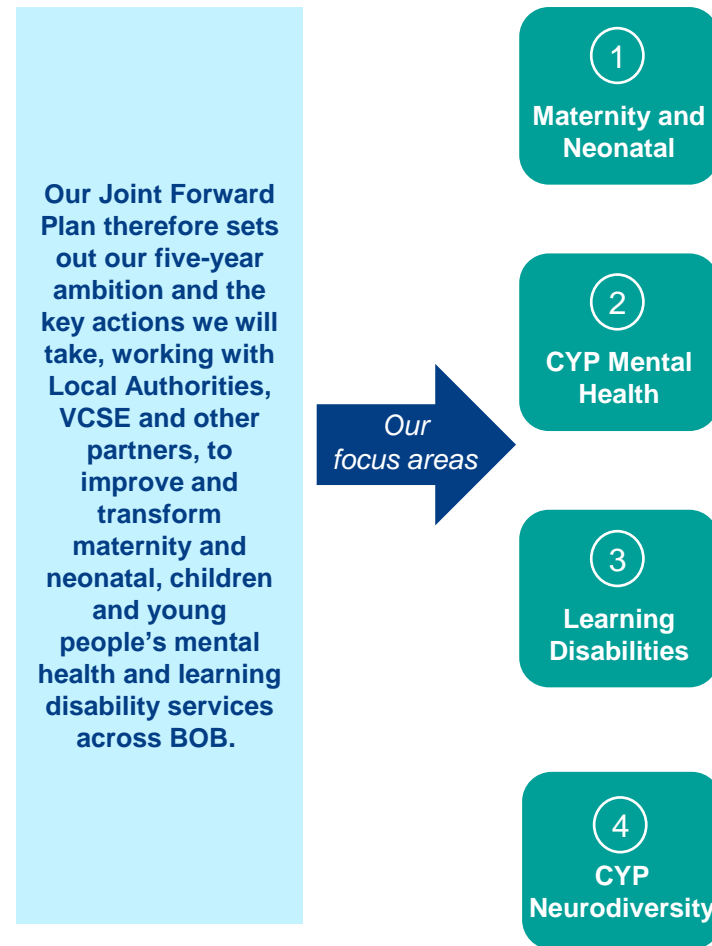 Our Joint Forward
Plan therefore sets
out our five-year
ambition and the
key actions we will
take, working with
Local Authorities,
VCSE and other
partners, to
improve and
transform
maternity and
neonatal, children
and young
people’s mental
health and learning
disability services
across BOB.
Our
focus areas
1
Maternity and
Neonatal
2
CYP Mental
Health
3
Learning
Disabilities
4
CYP
Neurodiversity